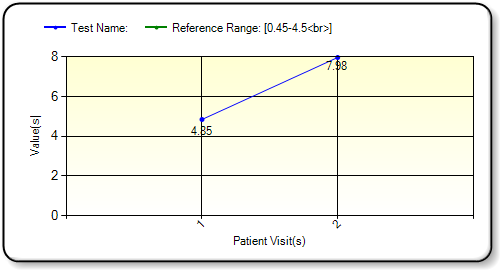 Test Name: Reference Range: [0.45-4.5<br>]
8
7.98
6
4.85
4
2
0
Value(s)
1 2
Patient Visit(s)